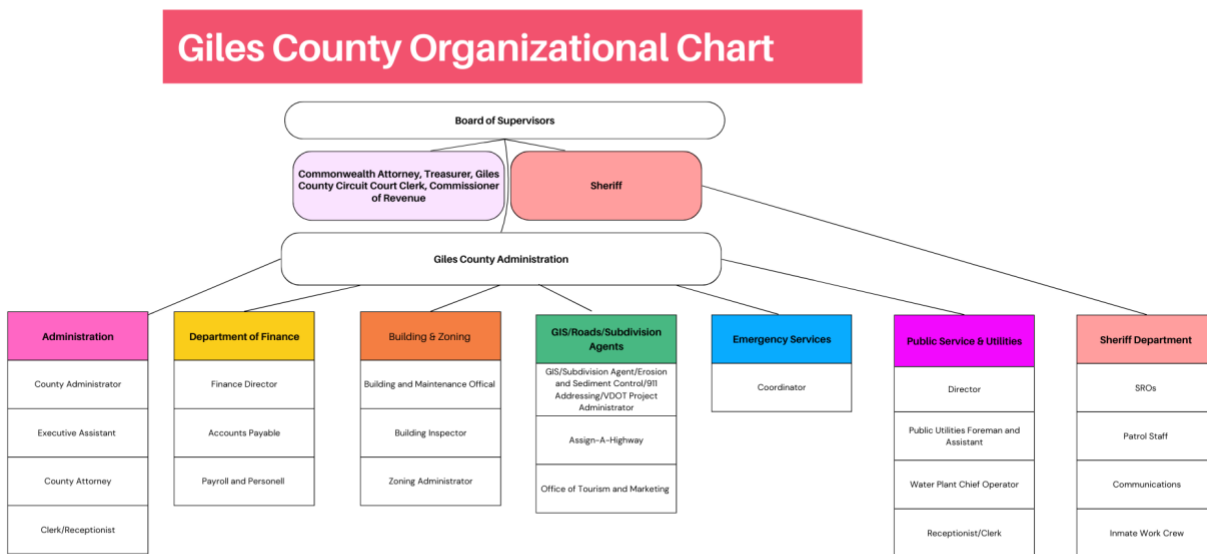 Giles County Organizational Chart
Board of Supervisors
Commonwealth Attorney, Treasurer, Giles
County Circuit Court Clerk, Commissioner
of Revenue
Sheriff
Giles County Administration
Administration
County Administrator
Executive Assistant
County Attorney
Clerk/Receptionist
Department of Finance
Finance Director
Accounts Payable
Payroll and Personell
Building & Zoning
Building and Maintenance Offical
Building Inspector
Zoning Administrator
GIS/Roads/Subdivision
Agents
GIS/Subdivision Agent/Erosion
and Sediment Control/911
Addressing/VDOT Project
Administrator
Assign-A-Highway
Office of Tourism and Marketing
Emergency Services
Coordinator
Public Service & Utilities
Director
Public Utilities Foreman and
Assistant
Water Plant Chief Operator
Receptionist/Clerk
Sheriff Department
SROs
Patrol Staff
Communications
Inmate Work Crew